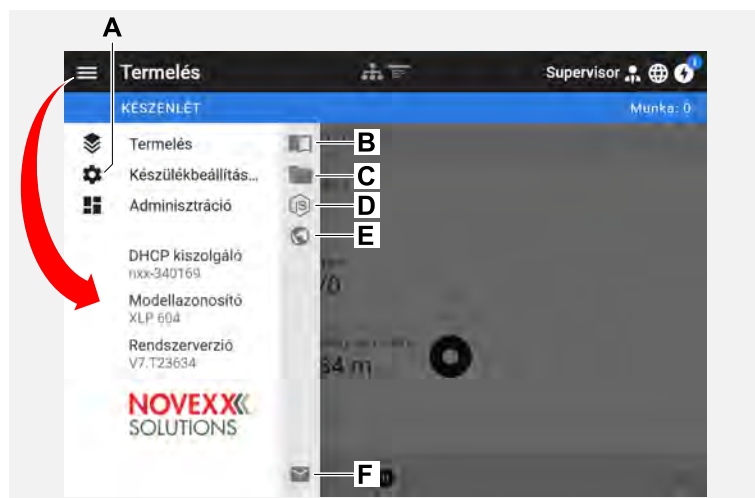 A
Termelés
Supervisor
KÉSZENLÉT
Munka: 0
Termelés
B
Készülékbeállítás...
C
Adminisztráció
JS
D
E
DHCP kiszolgáló
nxx-340169
Modellazonosító
XLP 604
Rendszerverzió
V7.T23634
NOVEXX
SOLUTIONS
F